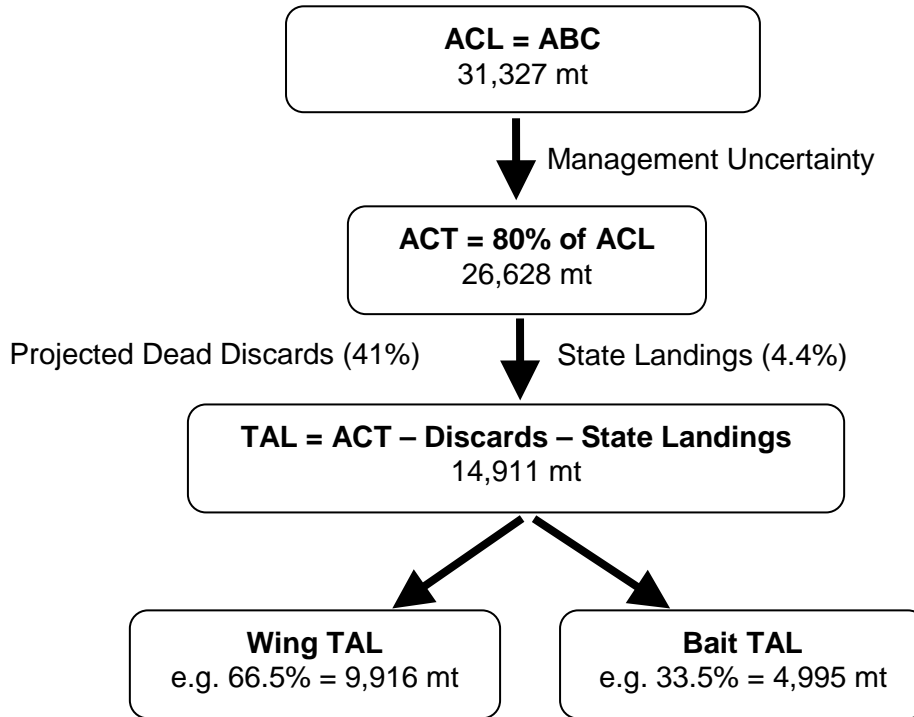 ACL = ABC
31,327 mt
Management Uncertainty
ACT = 80% of ACL
26,628 mt
Projected Dead Discards (41%)
State Landings (4.4%)
TAL = ACT – Discards – State Landings
14,911 mt
Wing TAL
e.g. 66.5% = 9,916 mt
Bait TAL
e.g. 33.5% = 4,995 mt